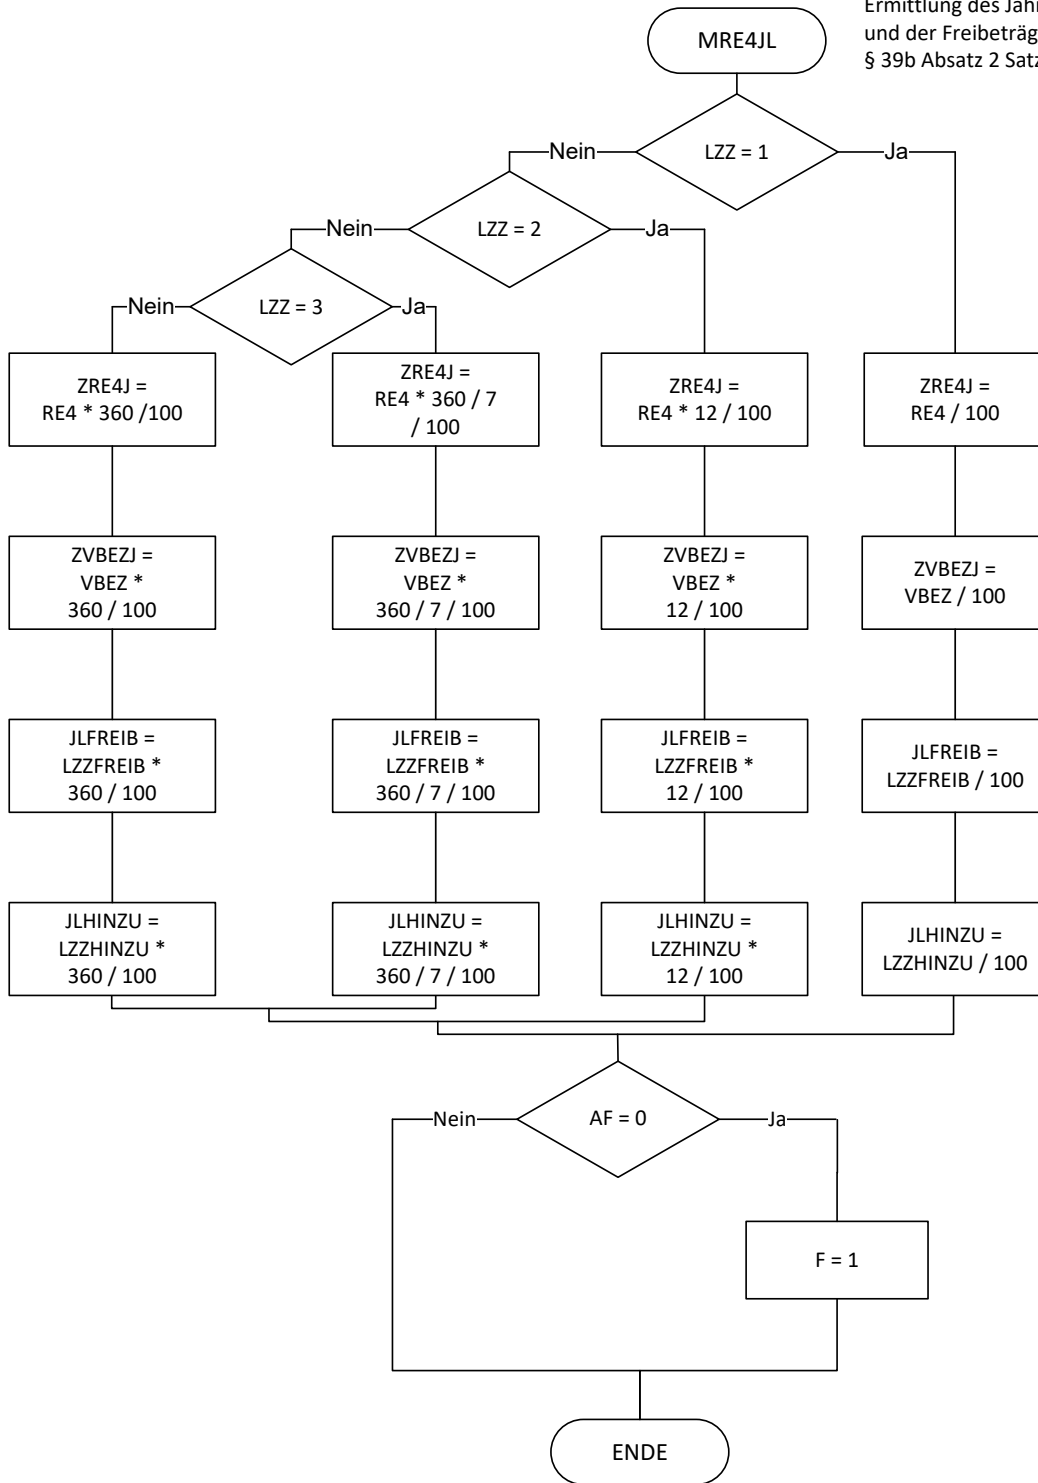 MRE4JL
Ermittlung des
und der
§ 39b Absatz 2
LZZ = 1
Nein
Ja
LZZ = 2
Nein
Ja
LZZ = 3
Nein
Ja
ZRE4J =
RE4 * 360 /100
ZRE4J =
RE4 * 360 / 7
/ 100
ZRE4J =
RE4 * 12 / 100
ZRE4J =
RE4 / 100
ZVBEZJ =
VBEZ *
360 / 100
ZVBEZJ =
VBEZ *
360 / 7 / 100
ZVBEZJ =
VBEZ *
12 / 100
ZVBEZJ =
VBEZ / 100
JLFREIB =
LZZFREIB *
360 / 100
JLFREIB =
LZZFREIB *
360 / 7 / 100
JLFREIB =
LZZFREIB *
12 / 100
JLFREIB =
LZZFREIB / 100
JLHINZU =
LZZHINZU *
360 / 100
JLHINZU =
LZZHINZU *
360 / 7 / 100
JLHINZU =
LZZHINZU *
12 / 100
JLHINZU =
LZZHINZU / 100
AF = 0
Nein
Ja
F = 1
ENDE